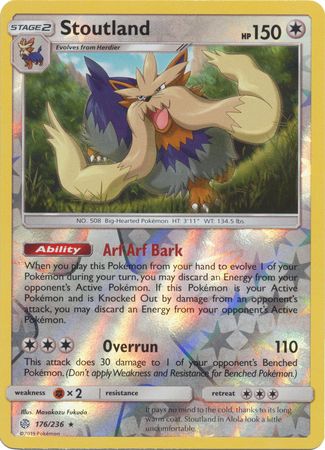 STAGE2 Stoutland HP 150
Evolves from Herdier
NO. 508 Big-Hearted Pokémon HT: 3'11" WT: 134.5 lbs
Ability Arf Arf Bark
When you play this Pokémon from your hand to evolve 1 of your
Pokémon during your turn, you may discard an Energy from your
opponent's Active Pokémon. If this Pokémon is your Active
Pokémon and is Knocked Out by damage from an opponent's
attack, you may discard an Energy from your opponent's Active
Pokémon.
Overrun 110
This attack does 30 damage to 1 of your opponent's Benched
Pokémon. (Don't apply Weakness and Resistance for Benched Pokémon.)
weakness ×2 resistance retreat
Illus. Masakazu Fukuda
176/236 ★
©2019 Pokémon
It pays no mind to the cold, thanks to its long
warm coat. Stoutland in Alola look a little
uncomfortable.